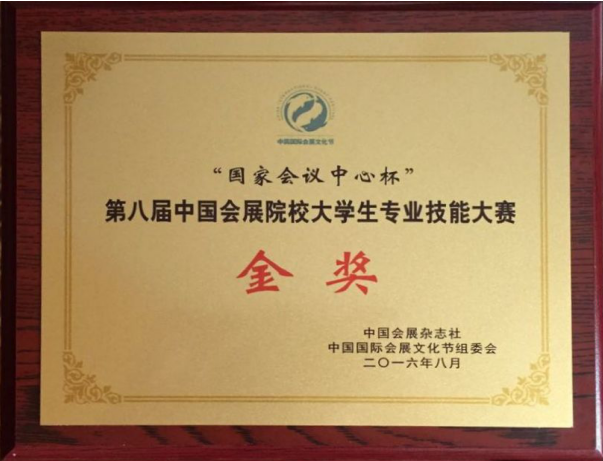 中国国际会展文化节
“国家会议中心杯”
第八届中国会展院校大学生专业技能大赛
金奖
中国会展杂志社
中国国际会展文化节组委会
二〇一六年八月